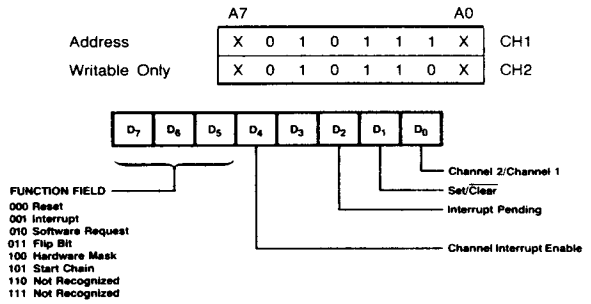 A7 A0
Address X 0 1 0 1 1 1 X CH1
Writable Only X 0 1 0 1 1 0 X CH2
D7 D6 D5 D4 D3 D2 D1 D0
Channel 2/Channel 1
Set/Clear
Interrupt Pending
Channel Interrupt Enable
FUNCTION FIELD
000 Reset
001 Interrupt
010 Software Request
011 Flip Bit
100 Hardware Mask
101 Start Chain
110 Not Recognized
111 Not Recognized